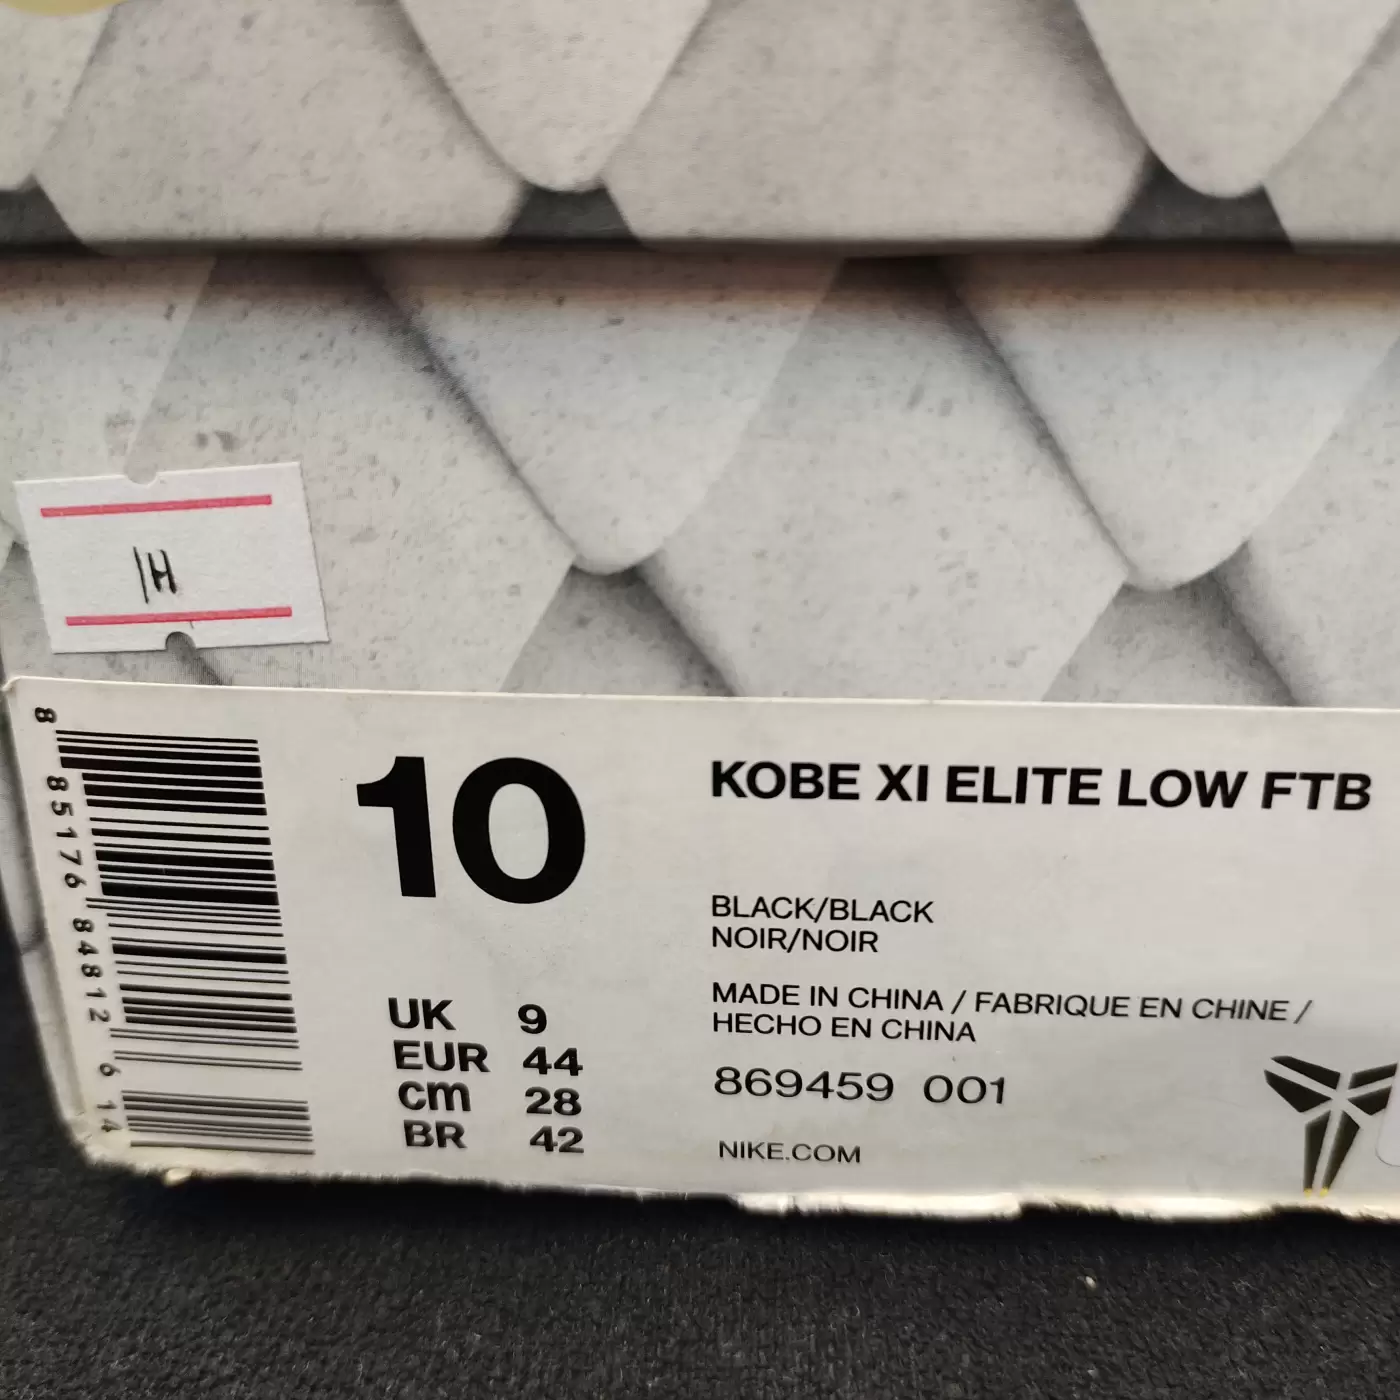 1H
8 85176 84812 6 14
10
UK 9
EUR 44
cm 28
BR 42
KOBE XI ELITE LOW FTB
BLACK/BLACK
NOIR/NOIR
MADE IN CHINA / FABRIQUE EN CHINE /
HECHO EN CHINA
869459 001
NIKE.COM